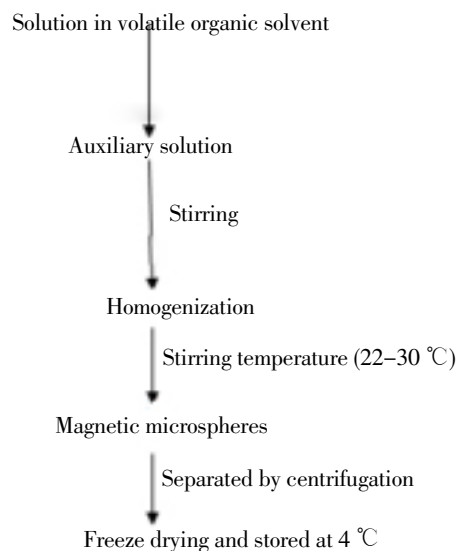 Solution in volatile organic solvent
Auxiliary solution
Stirring
Homogenization
Stirring temperature (22–30 ℃)
Magnetic microspheres
Separated by centrifugation
Freeze drying and stored at 4 ℃